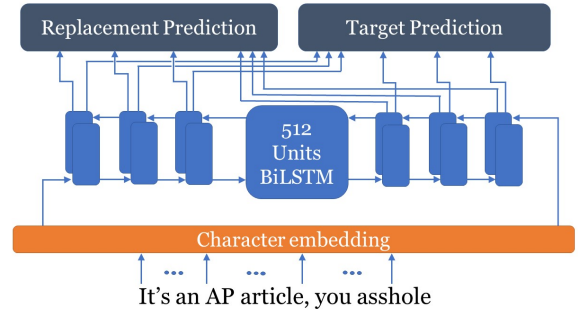 Replacement Prediction
Target Prediction
512
Units
BiLSTM
Character embedding
... ... ... ...
It's an AP article, you asshole